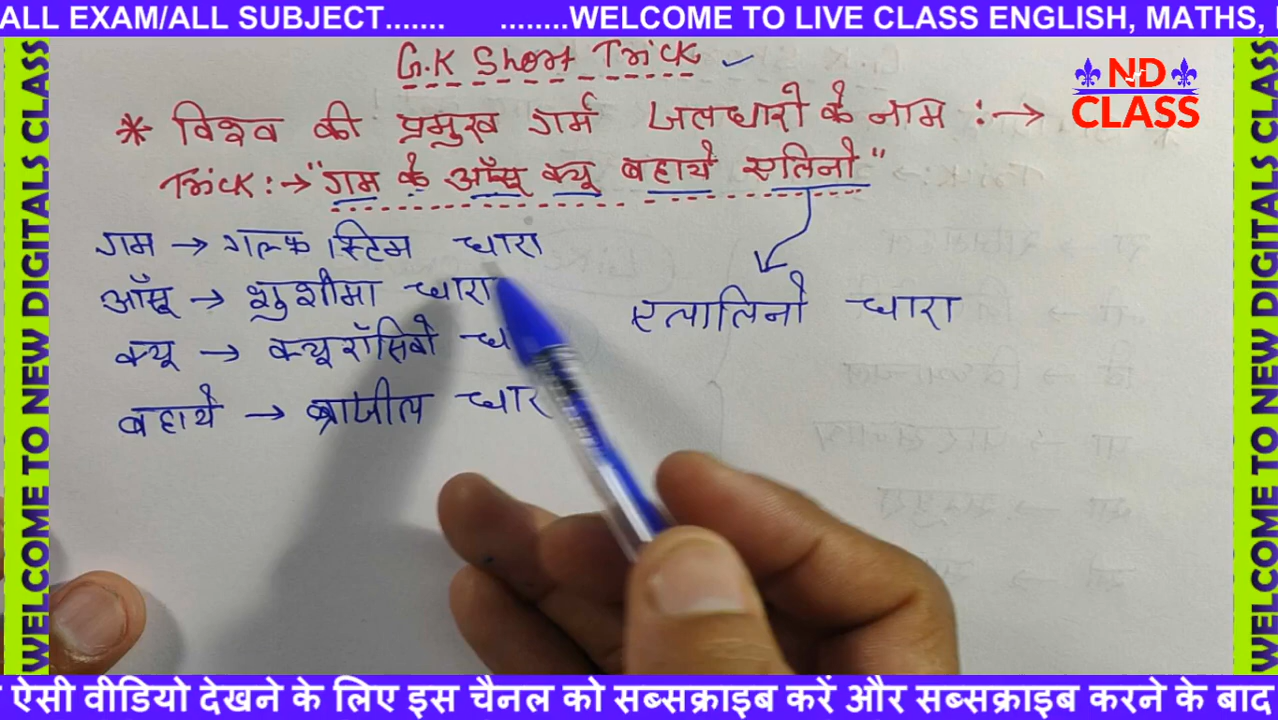 ALL EXAM/ALL SUBJECT....... ........WELCOME TO LIVE CLASS ENGLISH, MATHS,
G.K Short Trick
ND
CLASS
* विश्व की प्रमुख गर्म जलधारो के नाम :→
Trick :→ "गम के आँसू क्यू बहाये एलिनो"
गम → गल्फ स्टिम धारा
आँसू → शुशीमा धारा
क्यू → क्यूरॉसिवो ध
बहाये → ब्राजील धार
एलालिनो धारा
WELCOME TO NEW DIGITALS CLASS
WELCOME TO NEW DIGITALS CLASS
ऐसी वीडियो देखने के लिए इस चैनल को सब्सक्राइब करें और सब्सक्राइब करने के बाद